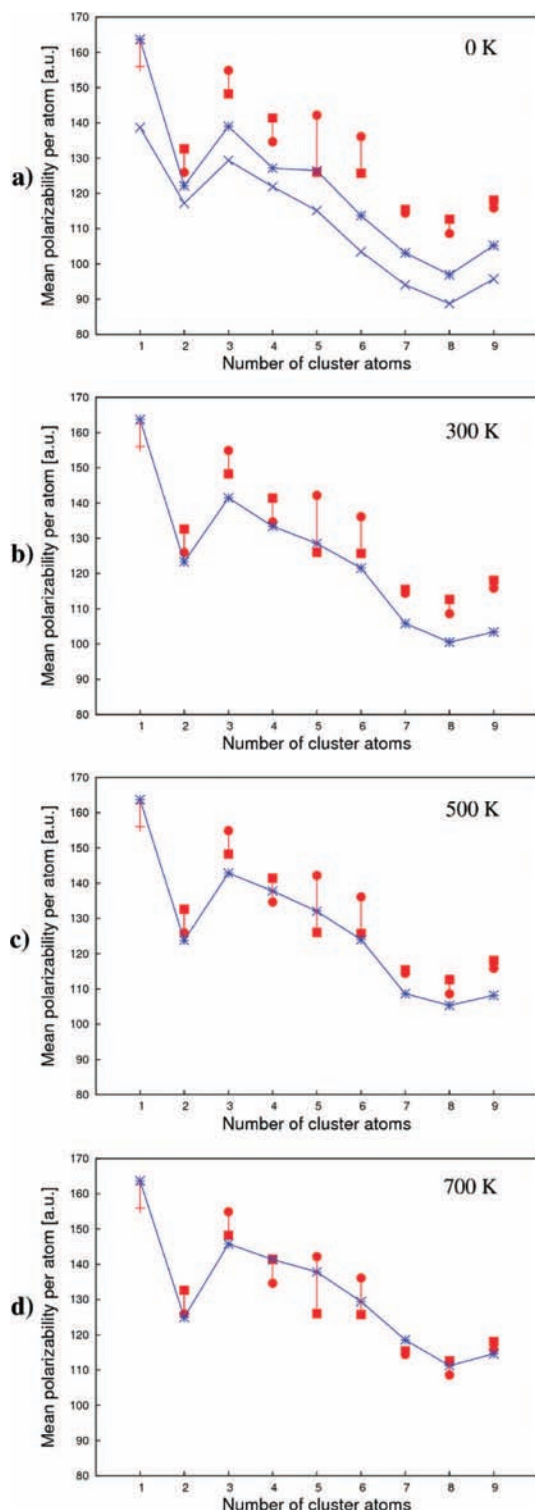 a)
0 K
Mean polarizability per atom [a.u.]
170
160
150
140
130
120
110
100
90
80
1 2 3 4 5 6 7 8 9
Number of cluster atoms
b)
300 K
Mean polarizability per atom [a.u.]
170
160
150
140
130
120
110
100
90
80
1 2 3 4 5 6 7 8 9
Number of cluster atoms
c)
500 K
Mean polarizability per atom [a.u.]
170
160
150
140
130
120
110
100
90
80
1 2 3 4 5 6 7 8 9
Number of cluster atoms
d)
700 K
Mean polarizability per atom [a.u.]
170
160
150
140
130
120
110
100
90
80
1 2 3 4 5 6 7 8 9
Number of cluster atoms